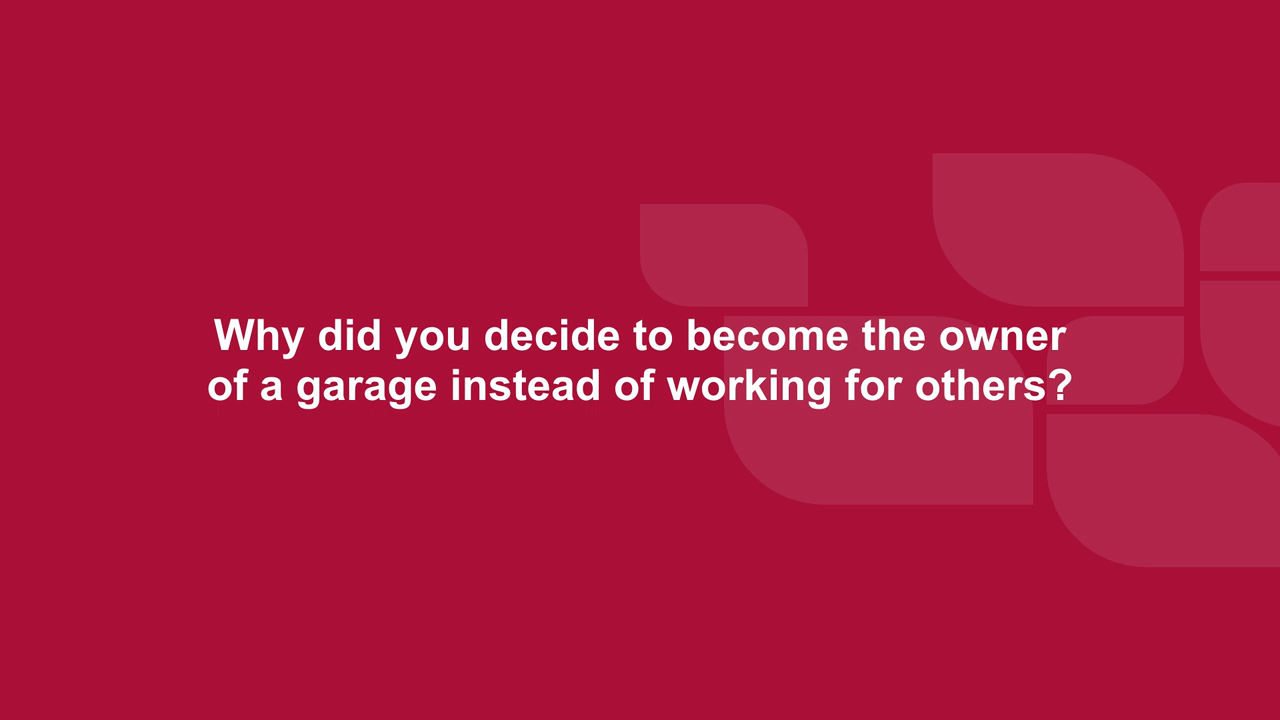 Why did you decide to become the owner
of a garage instead of working for others?